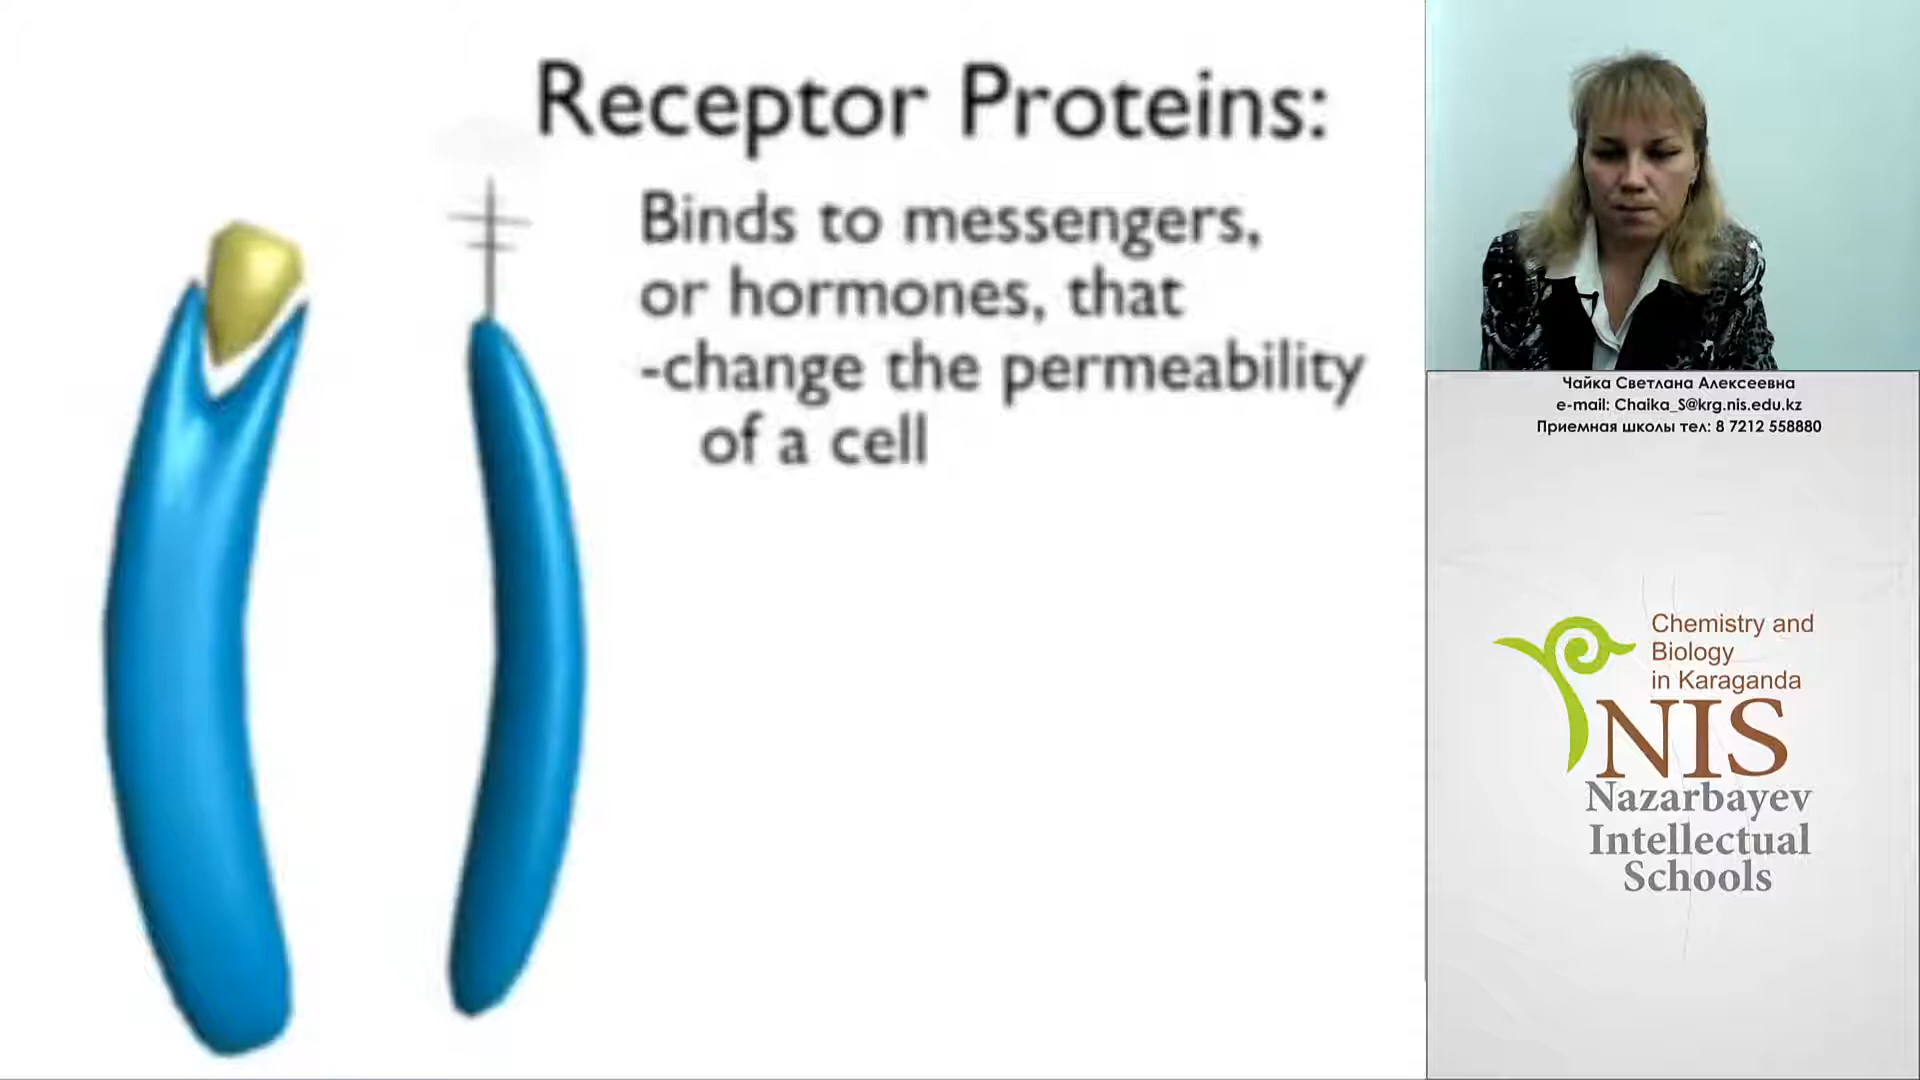 Receptor Proteins:
Binds to messengers,
or hormones, that
-change the permeability
of a cell
Чайка Светлана Алексеевна
e-mail: Chaika_S@krg.nis.edu.kz
Приемная школы тел: 8 7212 558880
Chemistry and
Biology
in Karaganda
NIS
Nazarbayev
Intellectual
Schools